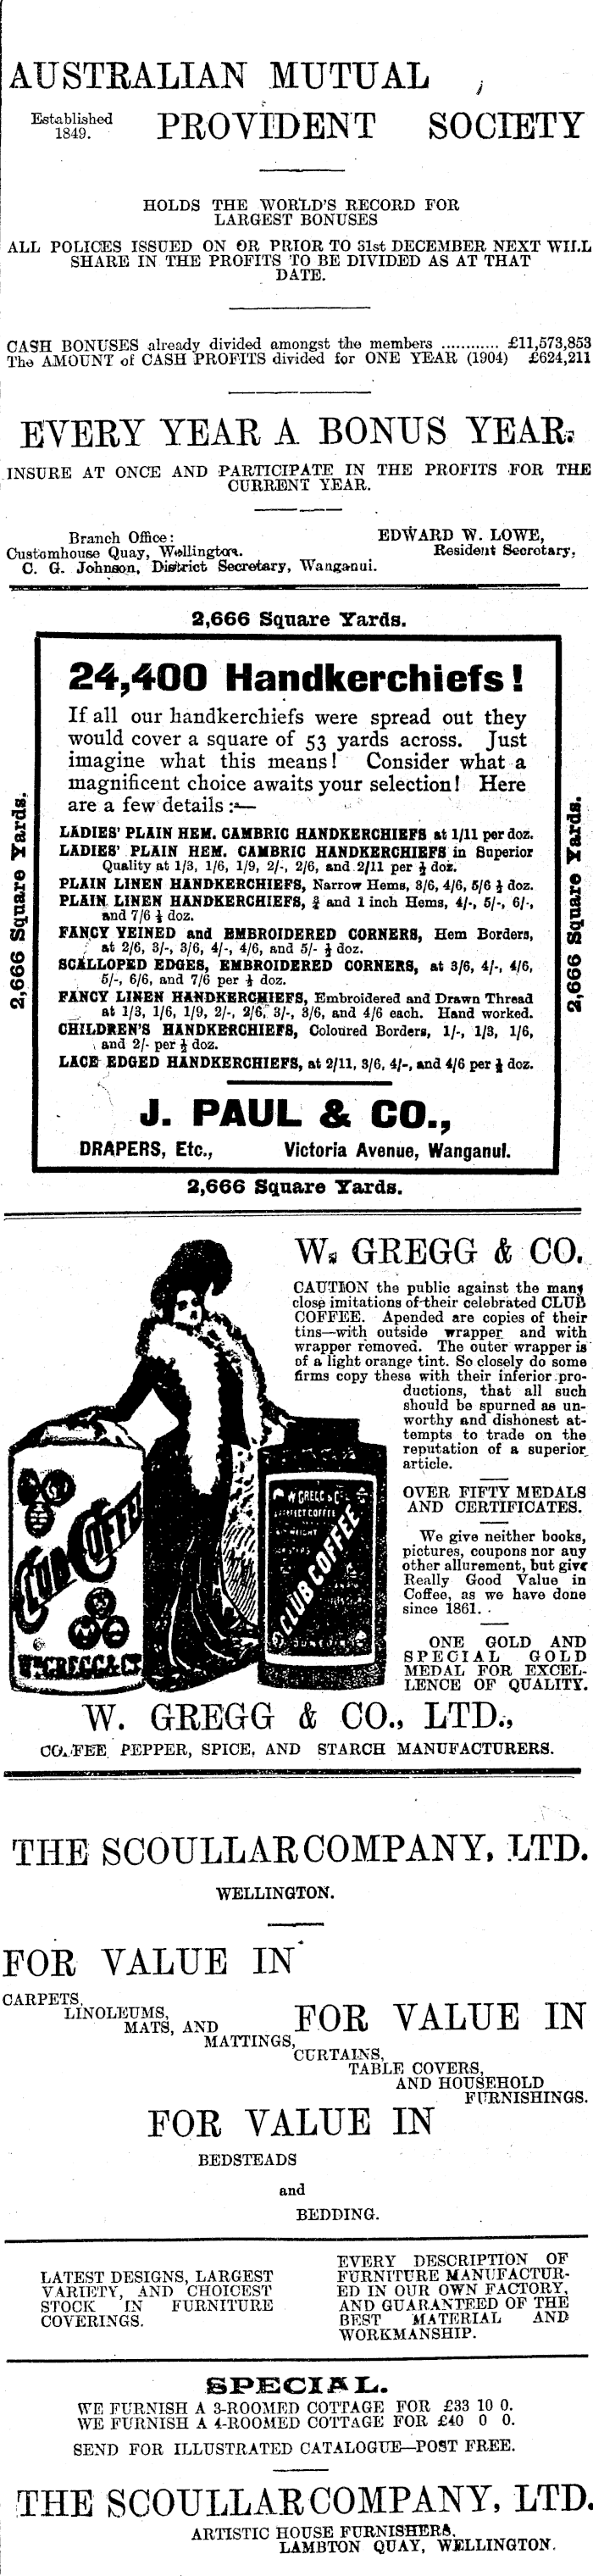 AUSTRALIAN MUTUAL
Established
1849.
PROVIDENT SOCIETY
HOLDS THE WORLD'S RECORD FOR
LARGEST BONUSES
ALL POLICES ISSUED ON OR PRIOR TO 31st DECEMBER NEXT WILL
SHARE IN THE PROFITS TO BE DIVIDED AS AT THAT
DATE.
CASH BONUSES already divided amongst the members ............ £11,573,853
The AMOUNT of CASH PROFITS divided for ONE YEAR (1904) £624,211
EVERY YEAR A BONUS YEAR.
INSURE AT ONCE AND PARTICIPATE IN THE PROFITS FOR THE
CURRENT YEAR.
Branch Office:
Customhouse Quay, Wellington.
EDWARD W. LOWE,
Resident Secretary,
C. G. Johnson, District Secretary, Wanganui.
2,666 Square Yards.
2,666 Square Yards.
24,400 Handkerchiefs!
If all our handkerchiefs were spread out they
would cover a square of 53 yards across. Just
imagine what this means! Consider what a
magnificent choice awaits your selection! Here
are a few details:—
LADIES' PLAIN HEM. CAMBRIC HANDKERCHIEFS at 1/11 per doz.
LADIES' PLAIN HEM. CAMBRIC HANDKERCHIEFS in Superior
Quality at 1/3, 1/6, 1/9, 2/-, 2/6, and 2/11 per ½ doz.
PLAIN LINEN HANDKERCHIEFS, Narrow Hems, 3/6, 4/6, 5/6 ½ doz.
PLAIN LINEN HANDKERCHIEFS, and 1 inch Hems, 4/-, 5/-, 6/-,
and 7/6 ½ doz.
FANCY VEINED and EMBROIDERED CORNERS, Hem Borders,
at 2/6, 3/-, 3/6, 4/-, 4/6, and 5/- ½ doz.
SCALLOPED EDGES, EMBROIDERED CORNERS, at 3/6, 4/-, 4/6,
5/-, 6/6, and 7/6 per ½ doz.
FANCY LINEN HANDKERCHIEFS, Embroidered and Drawn Thread
at 1/3, 1/6, 1/9, 2/-, 2/6, 3/-, 3/6, and 4/6 each. Hand worked.
CHILDREN'S HANDKERCHIEFS, Coloured Borders, 1/-, 1/3, 1/6,
and 2/- per ½ doz.
LACE EDGED HANDKERCHIEFS, at 2/11, 3/6, 4/-, and 4/6 per ½ doz.
J. PAUL & CO.,
DRAPERS, Etc., Victoria Avenue, Wanganui.
2,666 Square Yards.
2,666 Square Yards.
W. GREGG & CO.
CAUTION the public against the many
close imitations of their celebrated CLUB
COFFEE. Apended are copies of their
tins—with outside wrapper and with
wrapper removed. The outer wrapper is
of a light orange tint. So closely do some
firms copy these with their inferior pro-
ductions, that all such
should be spurned as un-
worthy and dishonest at-
tempts to trade on the
reputation of a superior
article.
OVER FIFTY MEDALS
AND CERTIFICATES.
We give neither books,
pictures, coupons nor any
other allurement, but give
Really Good Value in
Coffee, as we have done
since 1861.
ONE GOLD AND
SPECIAL GOLD
MEDAL FOR EXCEL-
LENCE OF QUALITY.
CLUB COFFEE
WM. GREGG & CO
W GREGG & CO
CLUB COFFEE
W. GREGG & CO., LTD.,
COFFEE PEPPER, SPICE, AND STARCH MANUFACTURERS.
THE SCOULLAR COMPANY, LTD.
WELLINGTON.
FOR VALUE IN
CARPETS,
LINOLEUMS,
MATS, AND
MATTINGS,
FOR VALUE IN
CURTAINS,
TABLE COVERS,
AND HOUSEHOLD
FURNISHINGS.
FOR VALUE IN
BEDSTEADS
and
BEDDING.
LATEST DESIGNS, LARGEST
VARIETY, AND CHOICEST
STOCK IN FURNITURE
COVERINGS.
EVERY DESCRIPTION OF
FURNITURE MANUFACTUR-
ED IN OUR OWN FACTORY,
AND GUARANTEED OF THE
BEST MATERIAL AND
WORKMANSHIP.
SPECIAL.
WE FURNISH A 3-ROOMED COTTAGE FOR £33 10 0.
WE FURNISH A 4-ROOMED COTTAGE FOR £40 0 0.
SEND FOR ILLUSTRATED CATALOGUE—POST FREE.
THE SCOULLAR COMPANY, LTD.
ARTISTIC HOUSE FURNISHERS,
LAMBTON QUAY, WELLINGTON.